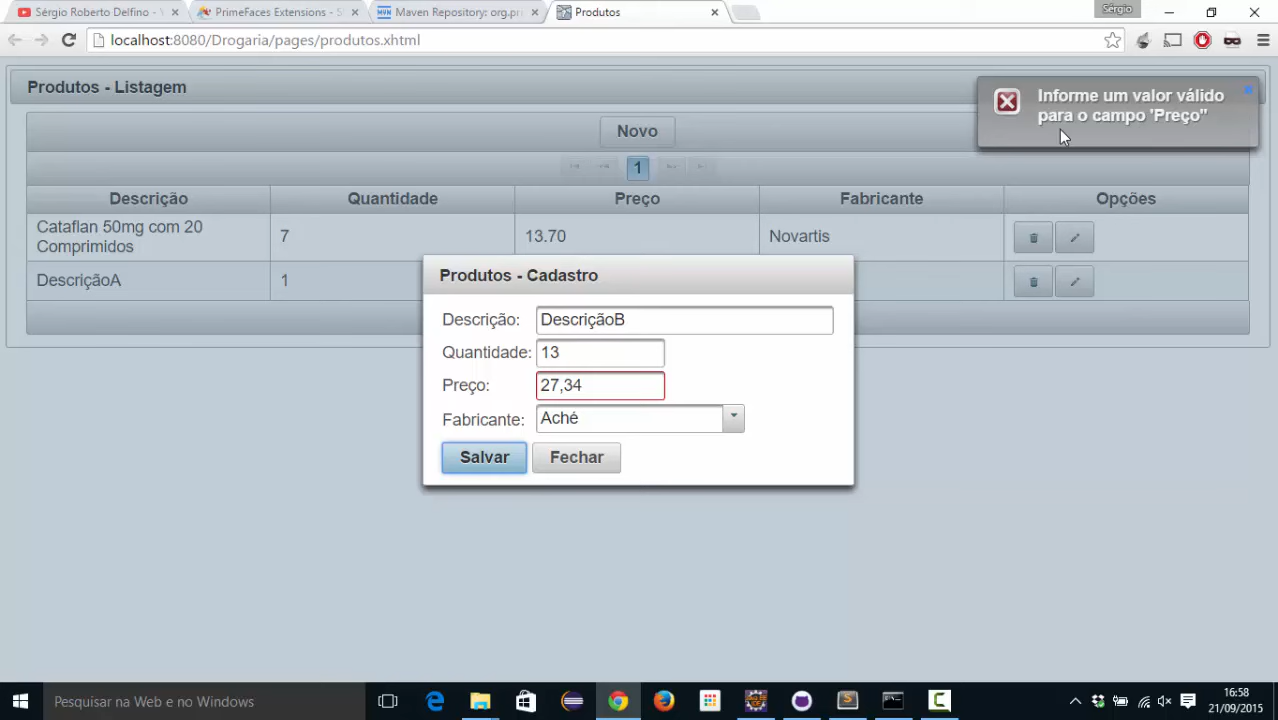 Sérgio Roberto Delfino - 
PrimeFaces Extensions - 
Maven Repository: org.pr
Produtos
Sérgio
localhost:8080/Drogaria/pages/produtos.xhtml
Produtos - Listagem
Informe um valor válido
para o campo 'Preço"
Novo
1
Descrição Quantidade Preço Fabricante Opções
Cataflan 50mg com 20
Comprimidos
7 13.70 Novartis
DescriçãoA 1
Produtos - Cadastro
Descrição: DescriçãoB
Quantidade: 13
Preço: 27,34
Fabricante: Aché
Salvar Fechar
Pesquisar na Web e no Windows
16:58
21/09/2015